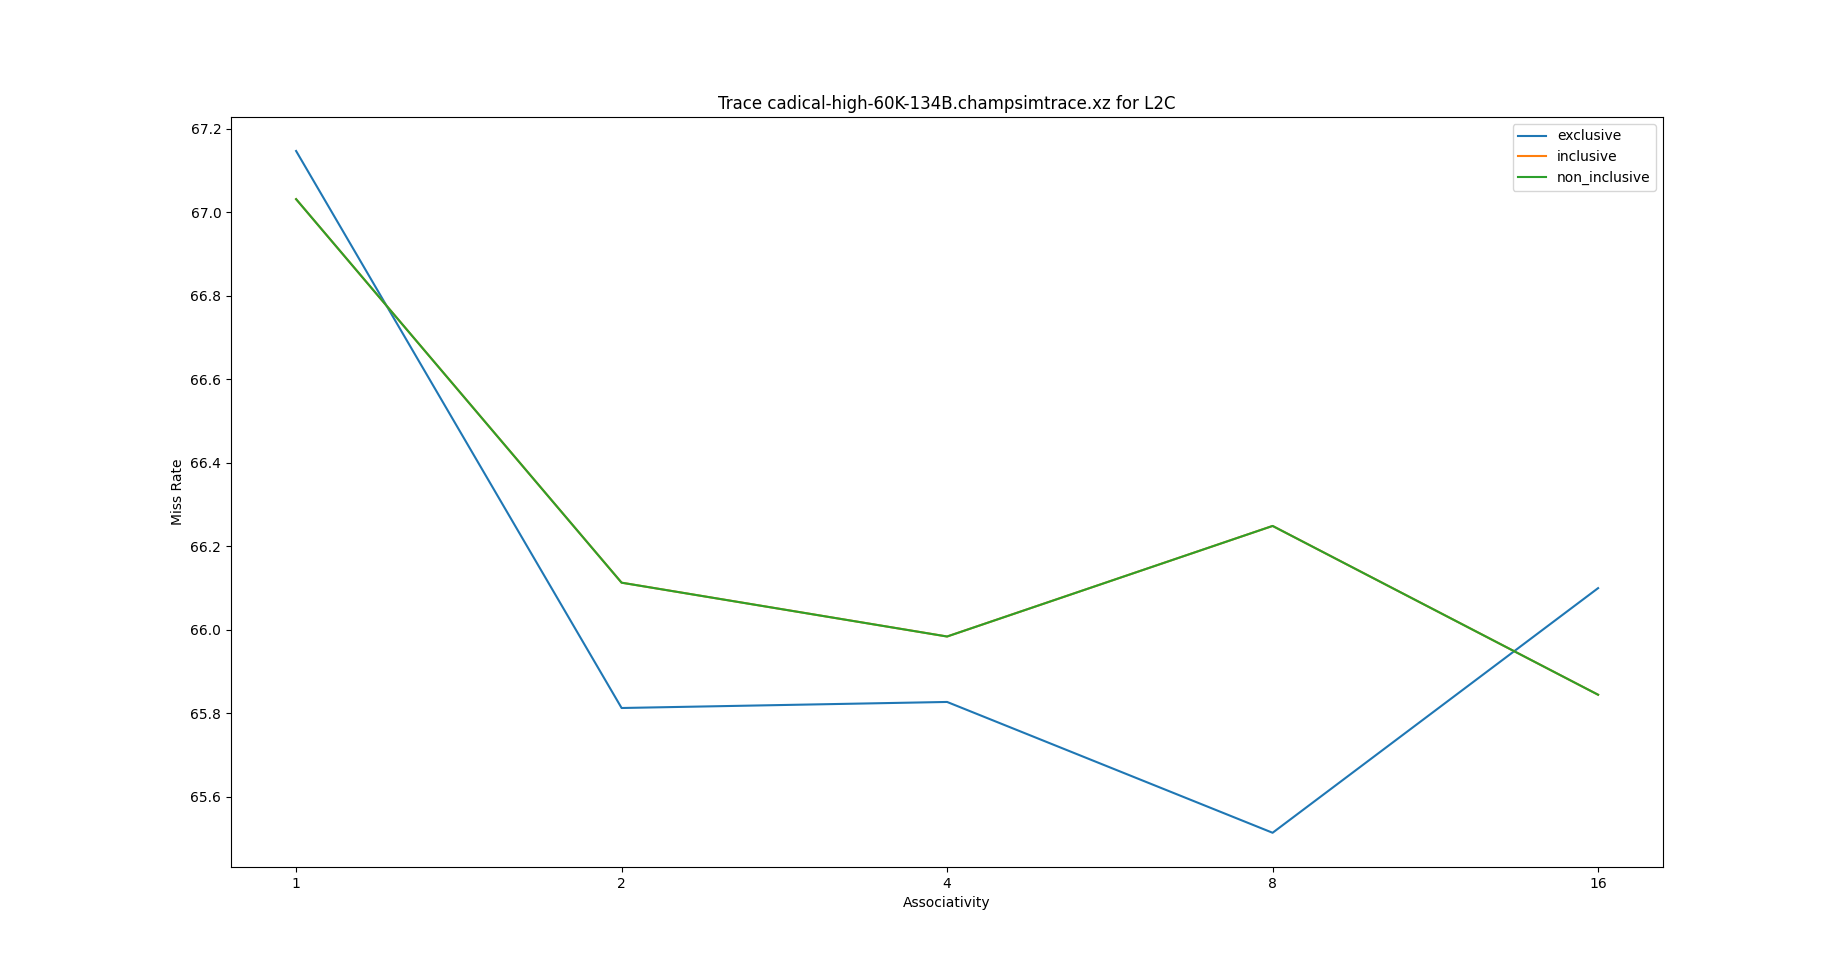 Trace cadical-high-60K-134B.champsimtrace.xz for L2C
67.2
67.0
66.8
66.6
66.4
66.2
66.0
65.8
65.6
Miss Rate
exclusive
inclusive
non_inclusive
1 2 4 8 16
Associativity